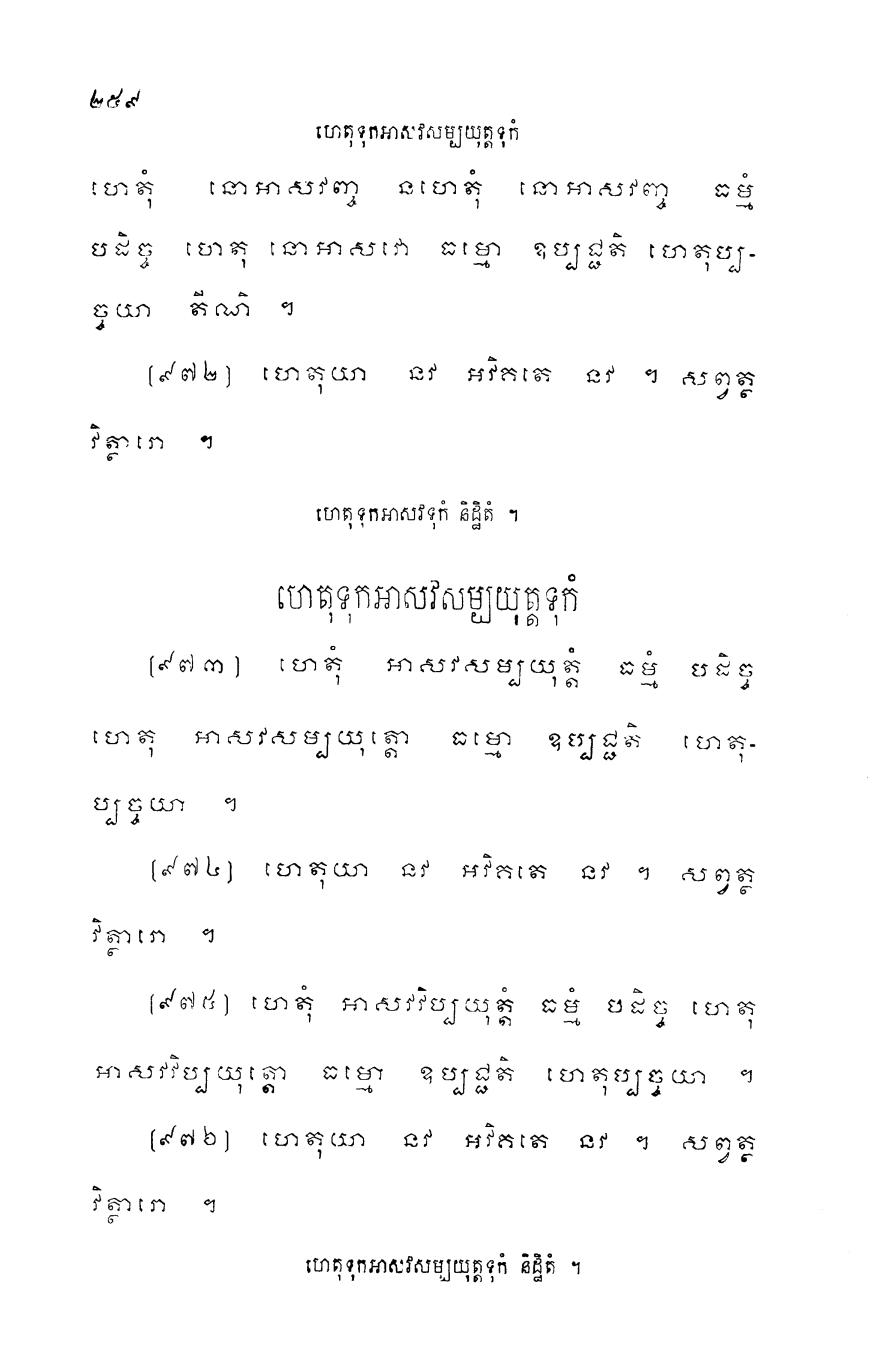 ២៥៩
ហេតុទុកអាសវសម្បយុត្តទុកំ
ហេតុំ នោអាសវញ្ច នហេតុំ នោអាសវញ្ច ធម្មំ
បដិច្ច ហេតុ នោអាសវោ ធម្មោ ឧប្បជ្ជតិ ហេតុប្ប-
ច្ចយា តីណិ ។
(៩៧២) ហេតុយា នវ អវិកតេ នវ ។ សព្វត្ថ
វិត្ថារោ ។
ហេតុទុកអាសវទុកំ និដ្ឋិតំ ។
ហេតុទុកអាសវសម្បយុត្តទុកំ
(៩៧៣) ហេតុំ អាសវសម្បយុត្តំ ធម្មំ បដិច្ច
ហេតុ អាសវសម្បយុត្តោ ធម្មោ ឧប្បជ្ជតិ ហេតុ-
ប្បច្ចយា ។
(៩៧៤) ហេតុយា នវ អវិកតេ នវ ។ សព្វត្ថ
វិត្ថារោ ។
(៩៧៥) ហេតុំ អាសវវិប្បយុត្តំ ធម្មំ បដិច្ច ហេតុ
អាសវវិប្បយុត្តោ ធម្មោ ឧប្បជ្ជតិ ហេតុប្បច្ចយា ។
(៩៧៦) ហេតុយា នវ អវិកតេ នវ ។ សព្វត្ថ
វិត្ថារោ ។
ហេតុទុកអាសវសម្បយុត្តទុកំ និដ្ឋិតំ ។